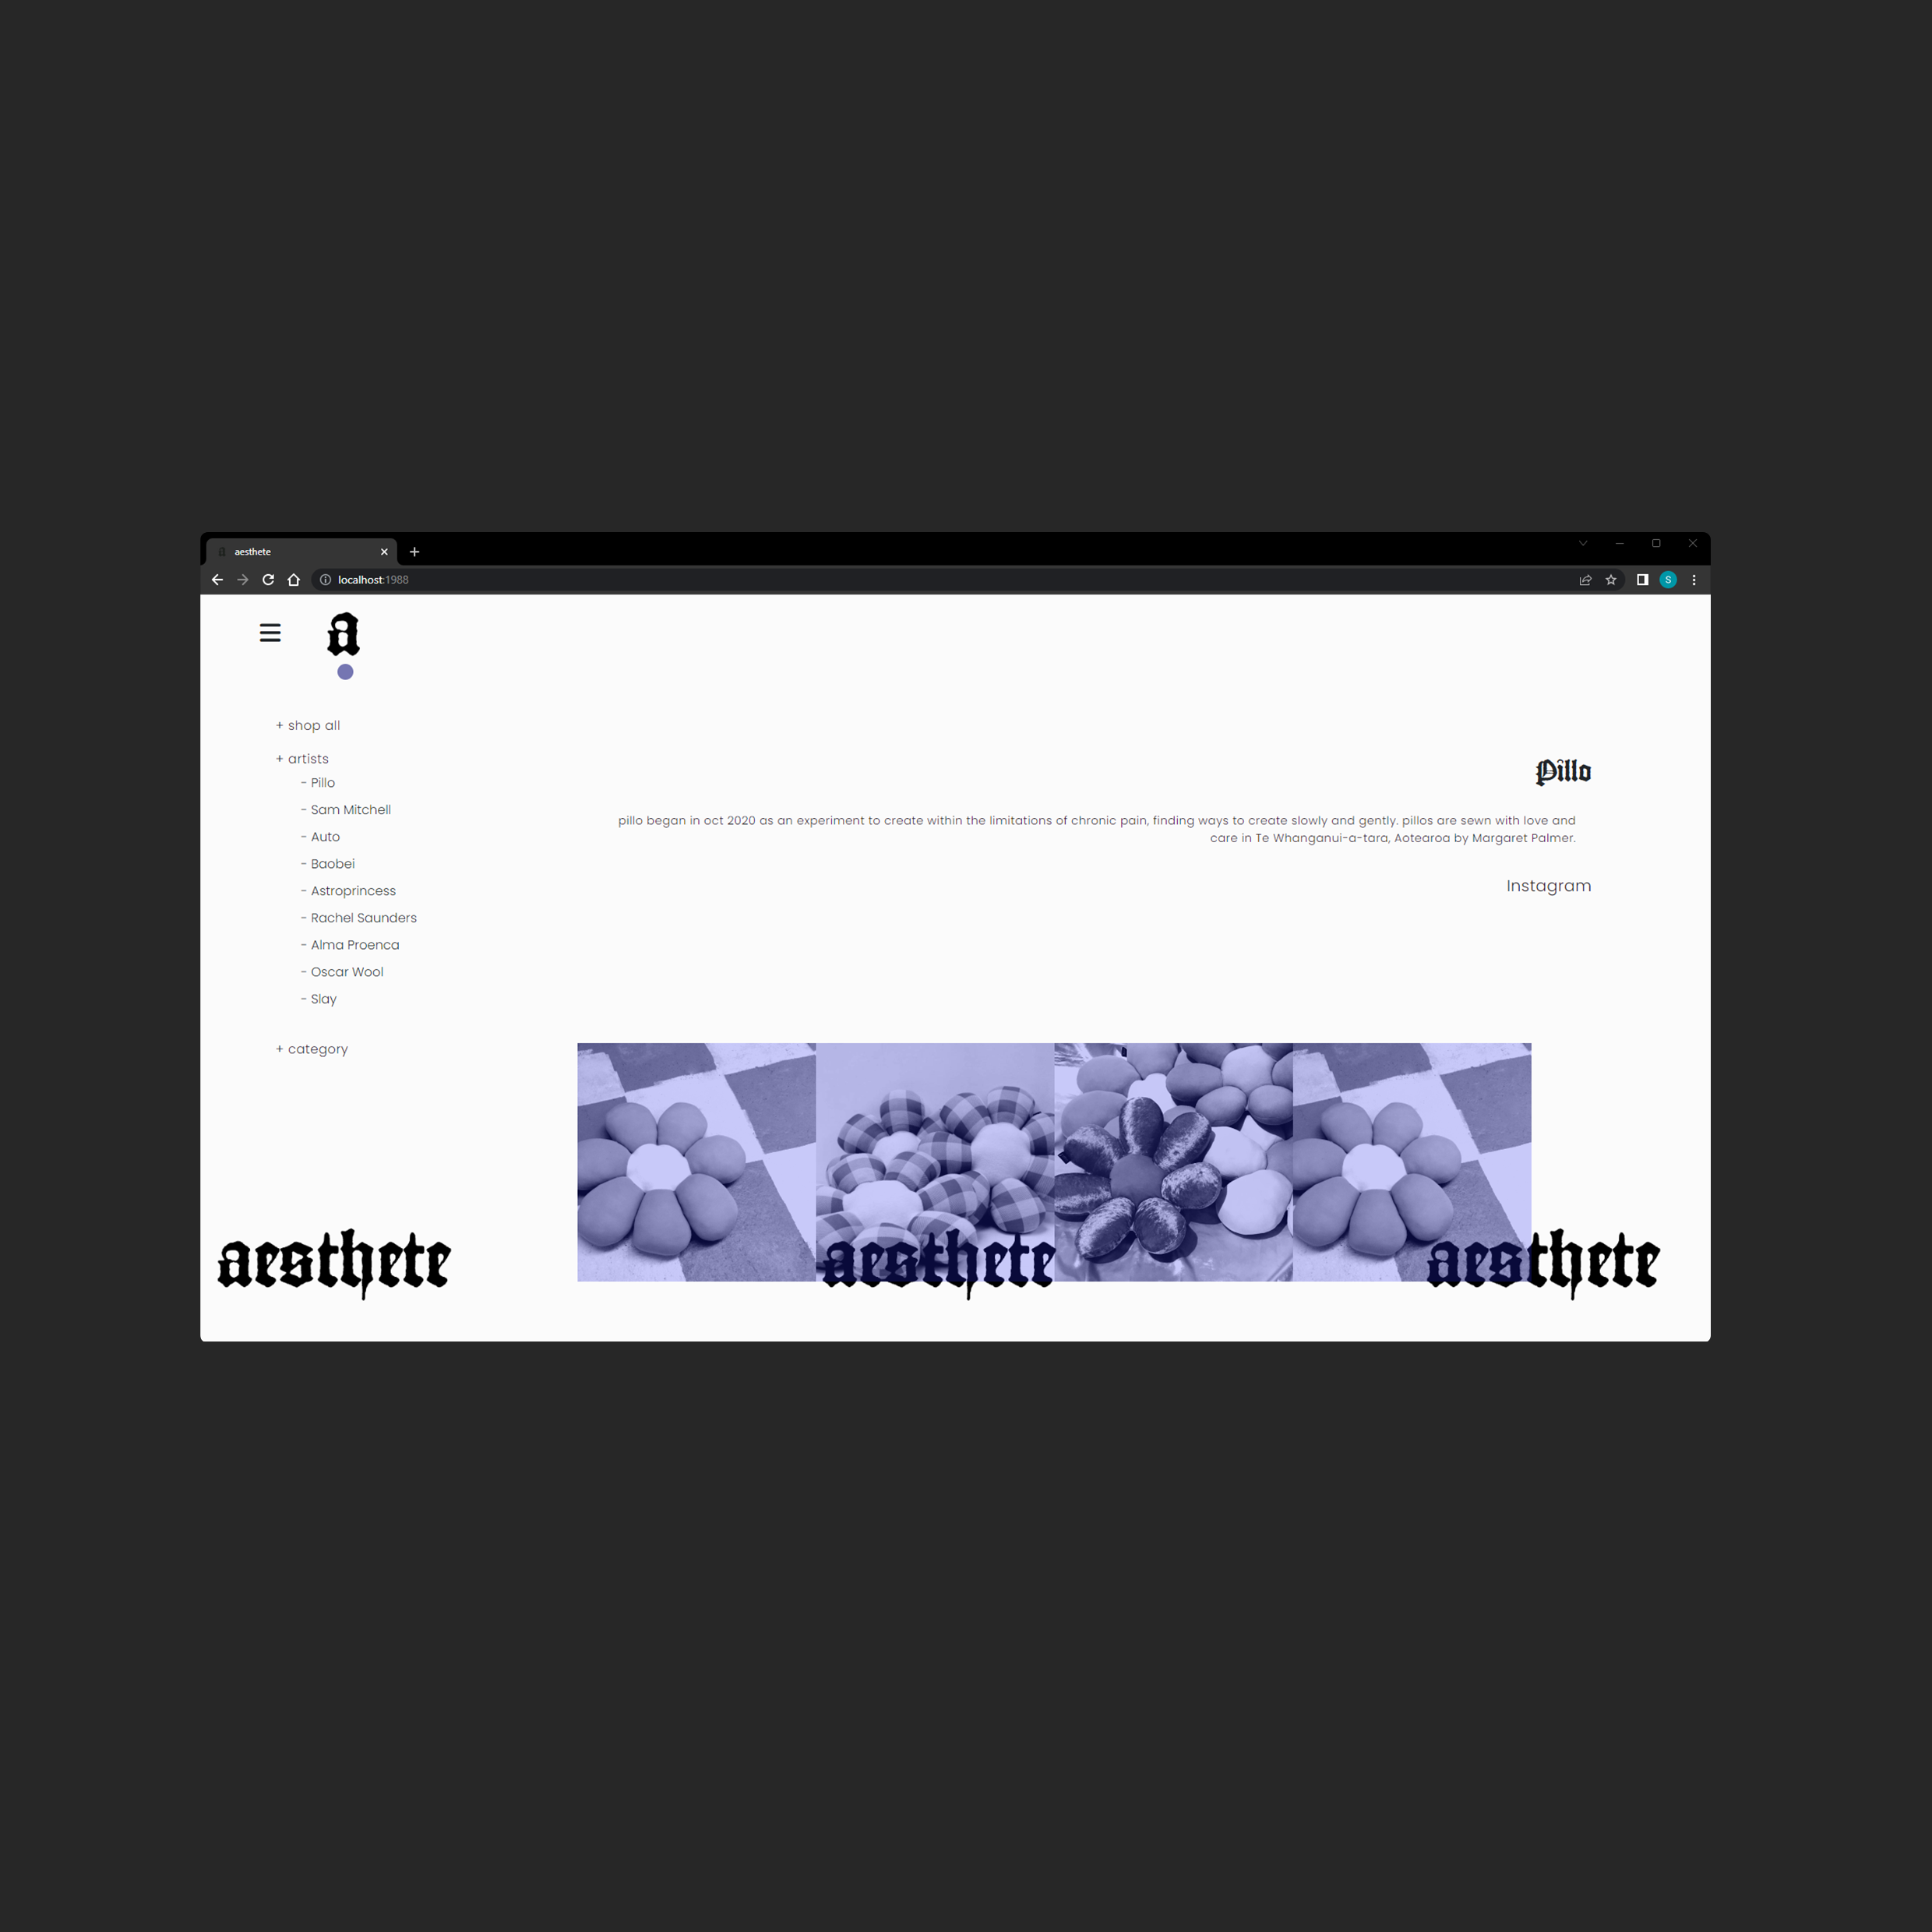 aesthete
localhost:1988
S
a
+ shop all
+ artists
- Pillo
- Sam Mitchell
- Auto
- Baobei
- Astroprincess
- Rachel Saunders
- Alma Proenca
- Oscar Wool
- Slay
+ category
Pillo
pillo began in oct 2020 as an experiment to create within the limitations of chronic pain, finding ways to create slowly and gently. pillos are sewn with love and
care in Te Whanganui-a-tara, Aotearoa by Margaret Palmer.
Instagram
aesthete aesthete aesthete